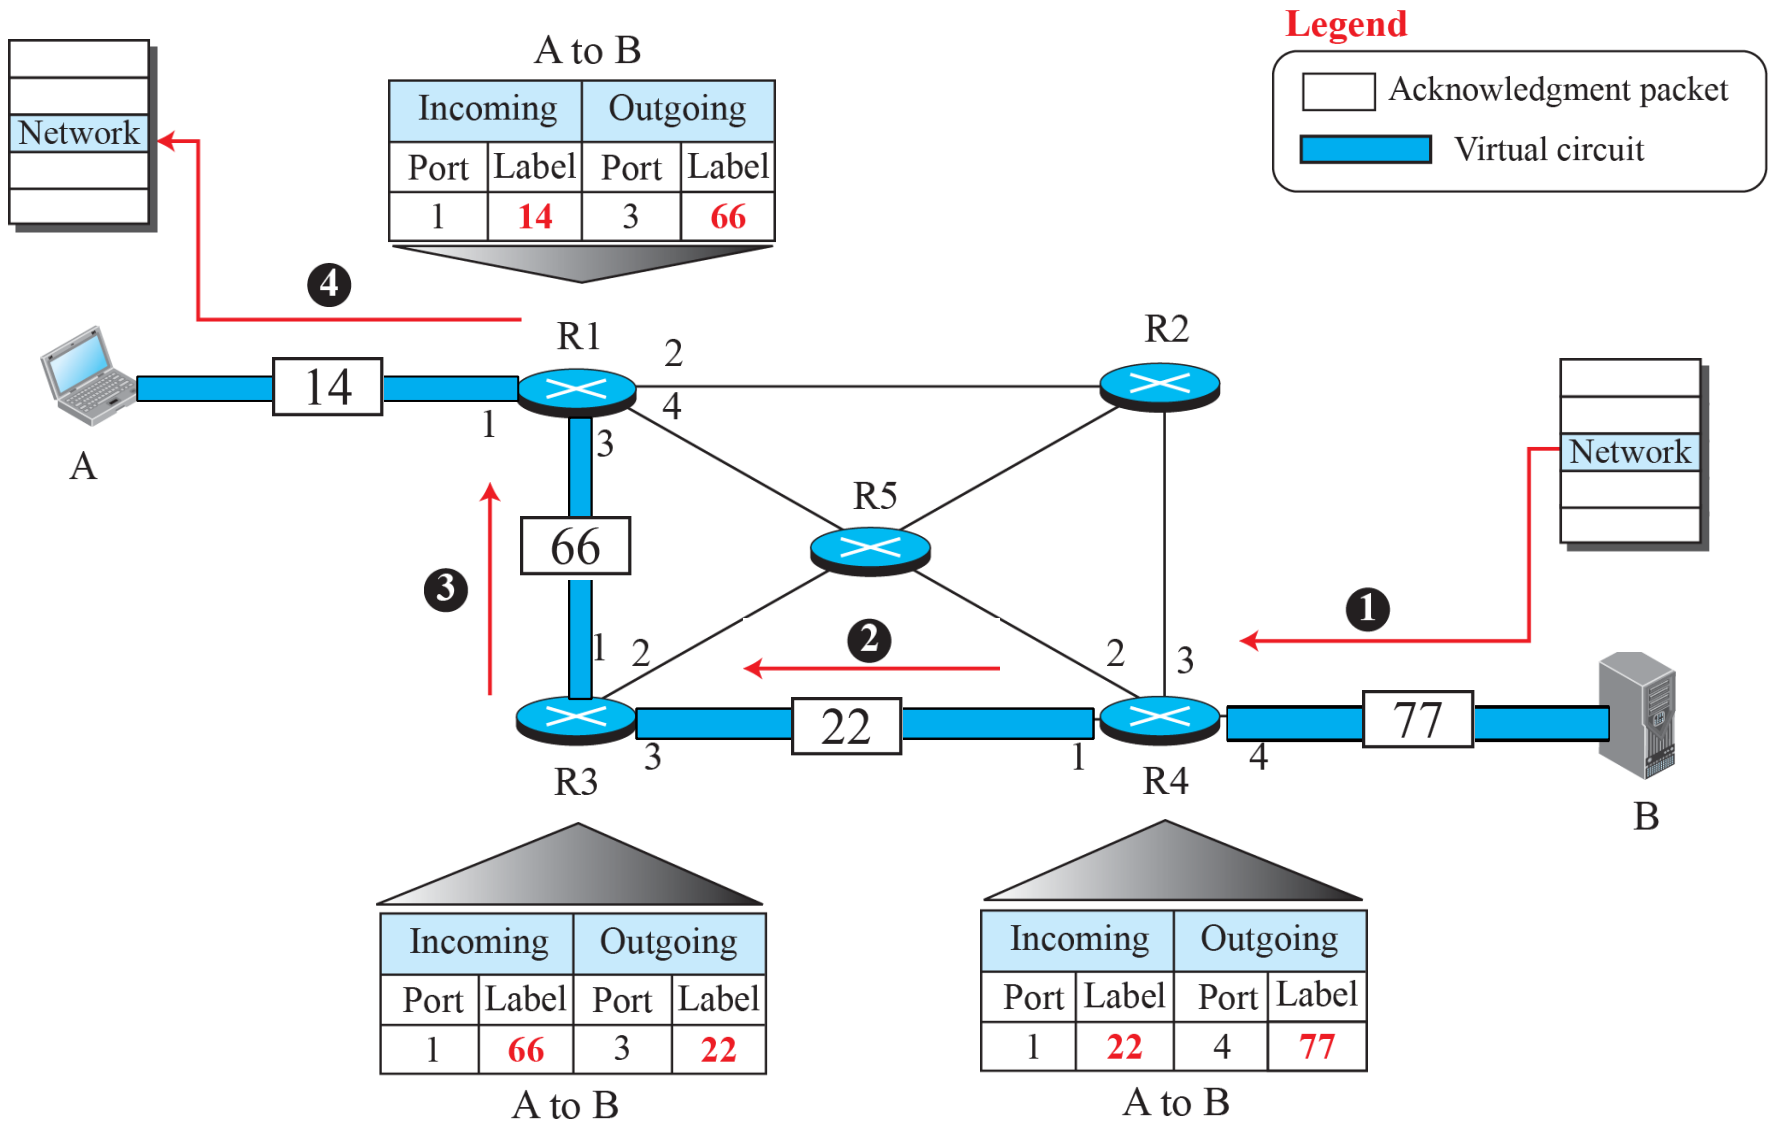 Legend
Acknowledgment packet
Virtual circuit
A to B
Incoming Outgoing
Port Label Port Label
1 14 3 66
Network
4
R1
R2
2
14
4
1
3
A
Network
R5
66
3
1
2
2
2
3
1
22
77
3
1
4
R3
R4
B
Incoming Outgoing
Port Label Port Label
1 66 3 22
A to B
Incoming Outgoing
Port Label Port Label
1 22 4 77
A to B